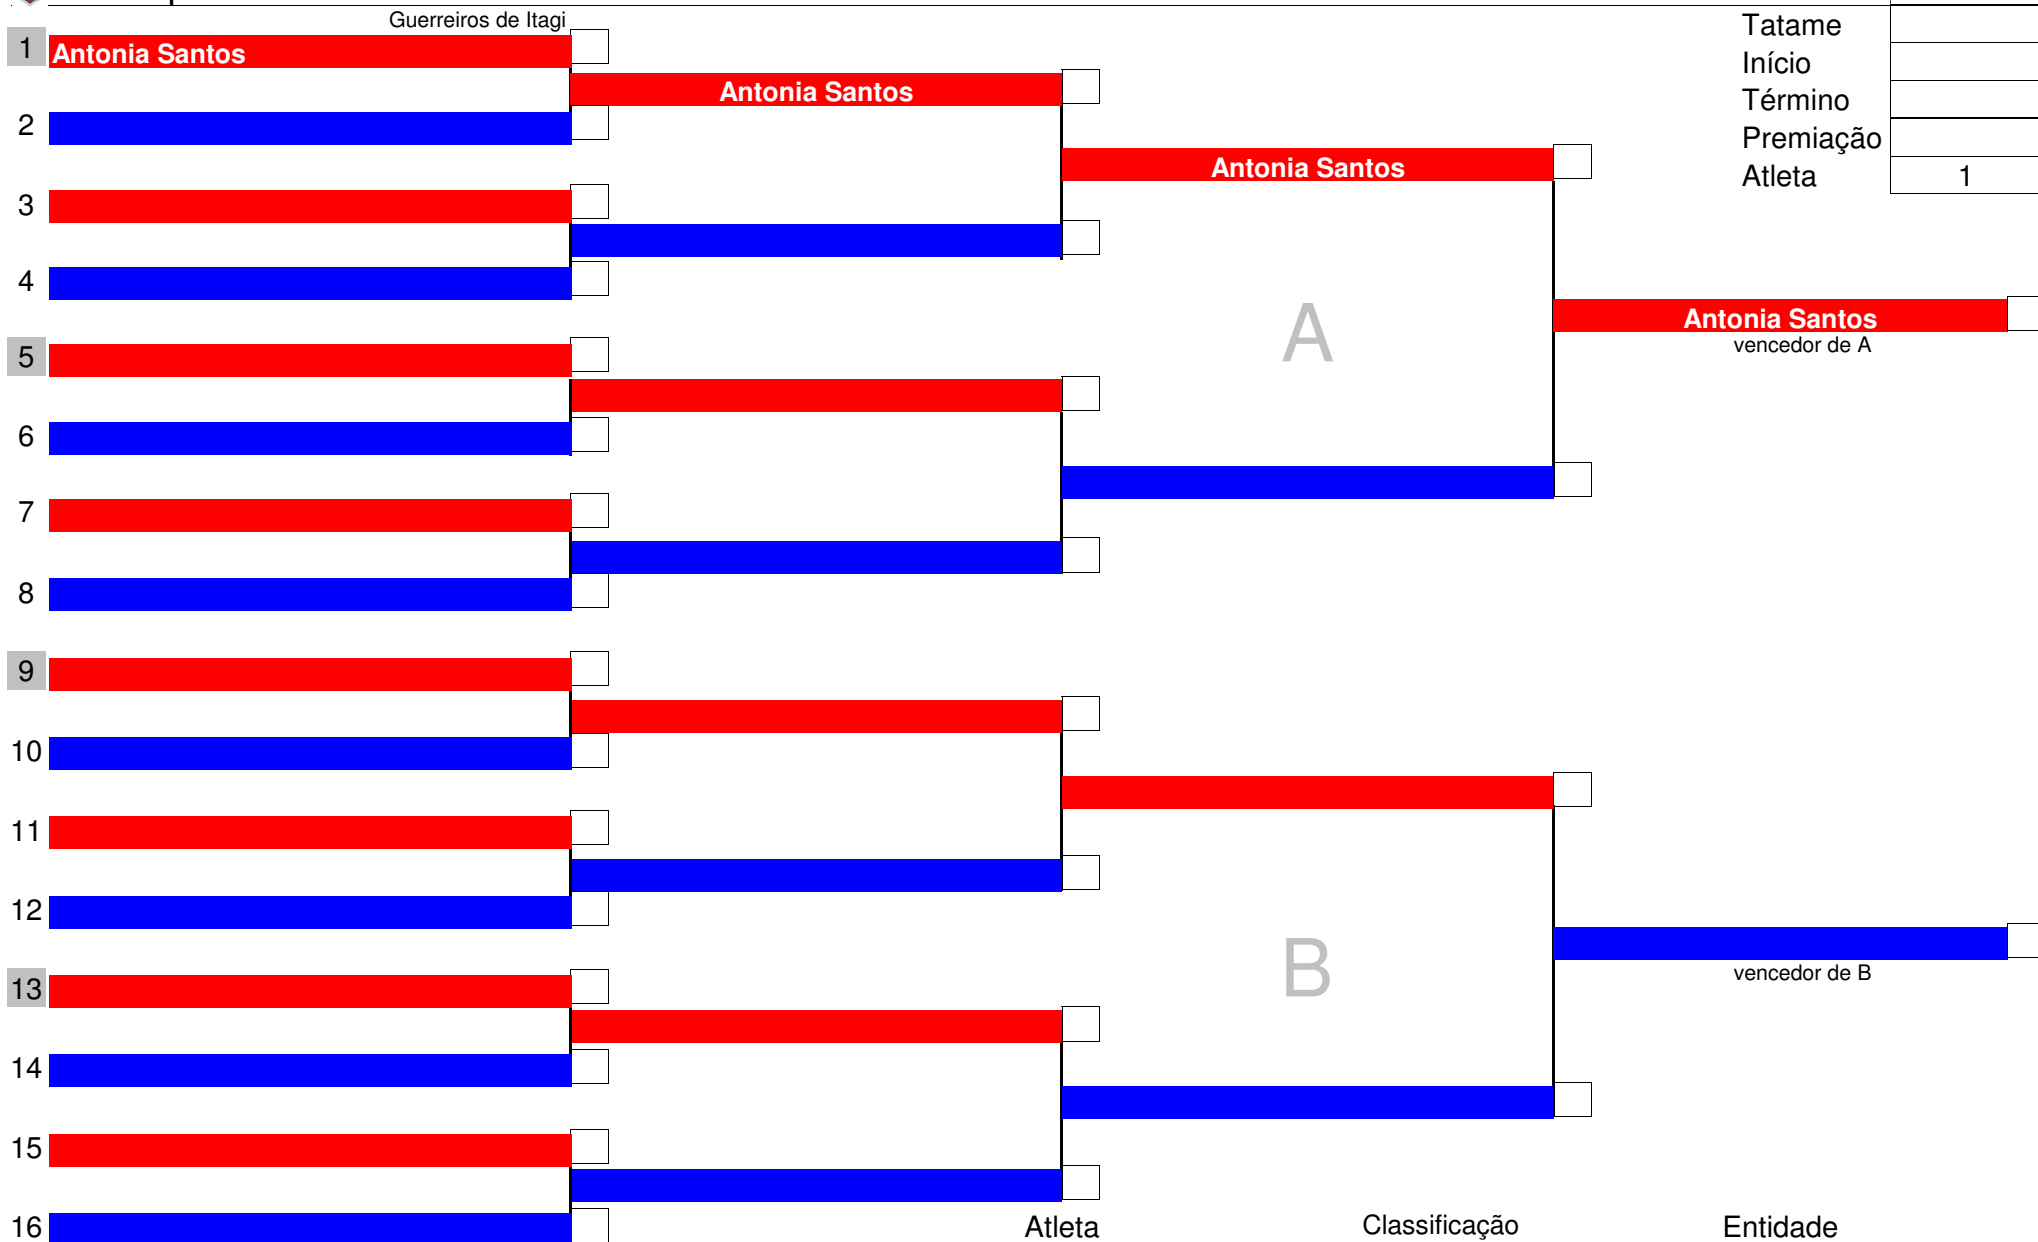 Guerreiros de Itagi
Tatame
1 Antonia Santos
Início
Antonia Santos
Término
2
Premiação
Antonia Santos
Atleta 1
3
4
Antonia Santos
vencedor de A
A
5
6
7
8
9
10
11
12
B
vencedor de B
13
14
15
16
Atleta Classificação Entidade